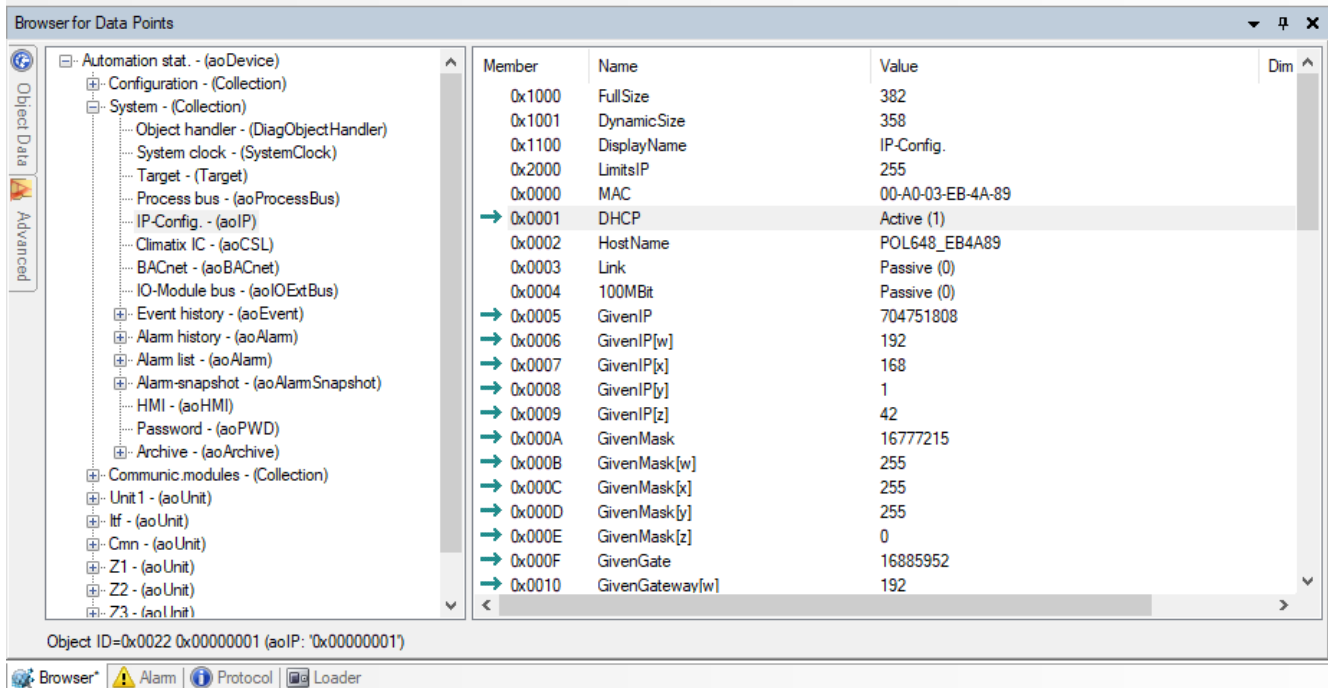 Browser for Data Points
Object Data
Advanced
Automation stat. - (aoDevice)
Configuration - (Collection)
System - (Collection)
Object handler - (DiagObjectHandler)
System clock - (SystemClock)
Target - (Target)
Process bus - (aoProcessBus)
IP-Config. - (aoIP)
Climatix IC - (aoCSL)
BACnet - (aoBACnet)
IO-Module bus - (aoIOExtBus)
Event history - (aoEvent)
Alarm history - (aoAlarm)
Alarm list - (aoAlarm)
Alarm-snapshot - (aoAlarmSnapshot)
HMI - (aoHMI)
Password - (aoPWD)
Archive - (aoArchive)
Communic.modules - (Collection)
Unit1 - (aoUnit)
Itf - (aoUnit)
Cmn - (aoUnit)
Z1 - (aoUnit)
Z2 - (aoUnit)
Z3 - (aoUnit)
Member Name Value Dim
0x1000 FullSize 382
0x1001 DynamicSize 358
0x1100 DisplayName IP-Config.
0x2000 LimitsIP 255
0x0000 MAC 00-A0-03-EB-4A-89
0x0001 DHCP Active (1)
0x0002 HostName POL648_EB4A89
0x0003 Link Passive (0)
0x0004 100MBit Passive (0)
0x0005 GivenIP 704751808
0x0006 GivenIP[w] 192
0x0007 GivenIP[x] 168
0x0008 GivenIP[y] 1
0x0009 GivenIP[z] 42
0x000A GivenMask 16777215
0x000B GivenMask[w] 255
0x000C GivenMask[x] 255
0x000D GivenMask[y] 255
0x000E GivenMask[z] 0
0x000F GivenGate 16885952
0x0010 GivenGateway[w] 192
Object ID=0x0022 0x00000001 (aoIP: '0x00000001')
Browser* Alarm Protocol Loader